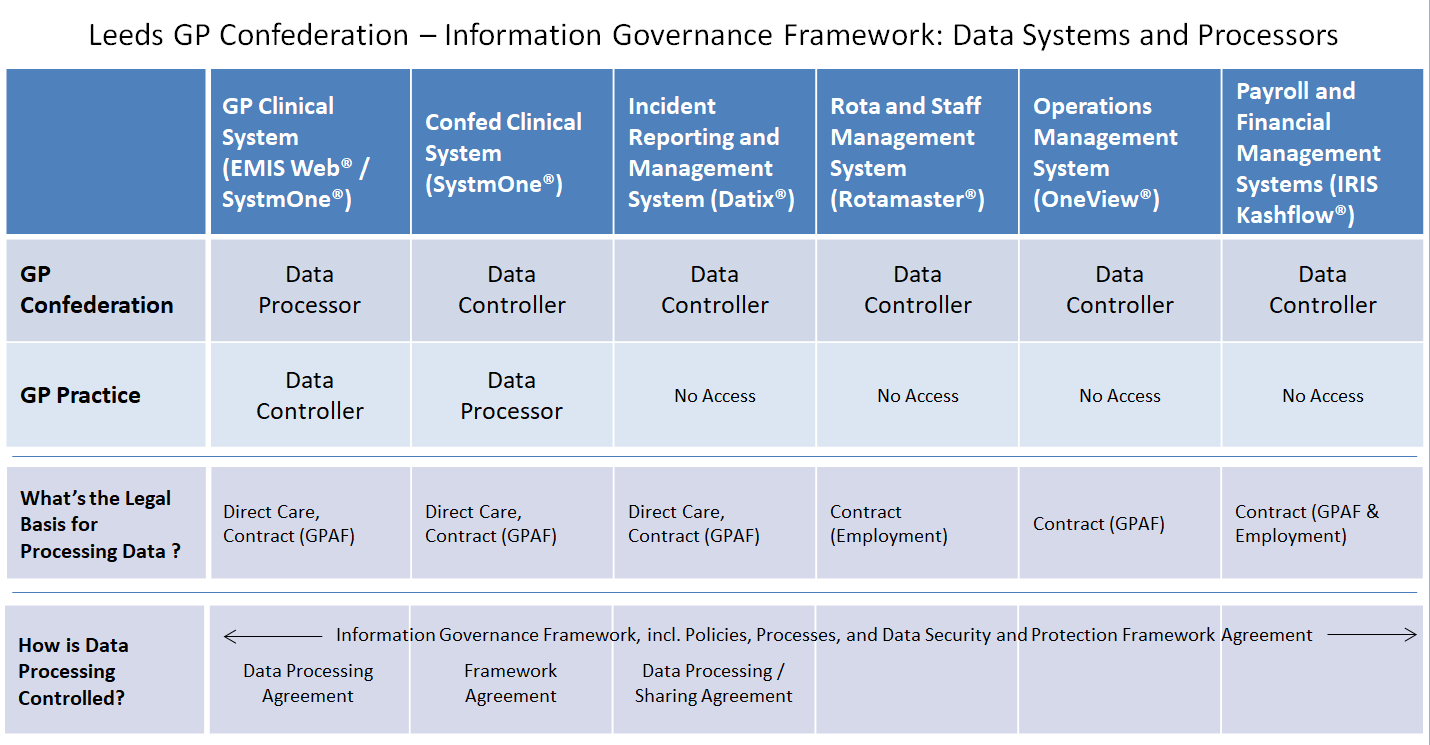 Leeds GP Confederation – Information Governance Framework: Data Systems and Processors
GP Clinical
System
(EMIS Web® /
SystmOne®)
Confed Clinical
System
(SystmOne®)
Incident
Reporting and
Management
System (Datix®)
Rota and Staff
Management
System
(Rotamaster®)
Operations
Management
System
(OneView®)
Payroll and
Financial
Management
Systems (IRIS
Kashflow®)
GP
Confederation
Data
Processor
Data
Controller
Data
Controller
Data
Controller
Data
Controller
Data
Controller
GP Practice
Data
Controller
Data
Processor
No Access
No Access
No Access
No Access
What's the Legal
Basis for
Processing Data ?
Direct Care,
Contract (GPAF)
Direct Care,
Contract (GPAF)
Direct Care,
Contract (GPAF)
Contract
(Employment)
Contract (GPAF)
Contract (GPAF &
Employment)
How is Data
Processing
Controlled?
Information Governance Framework, incl. Policies, Processes, and Data Security and Protection Framework Agreement
Data Processing
Agreement
Framework
Agreement
Data Processing /
Sharing Agreement